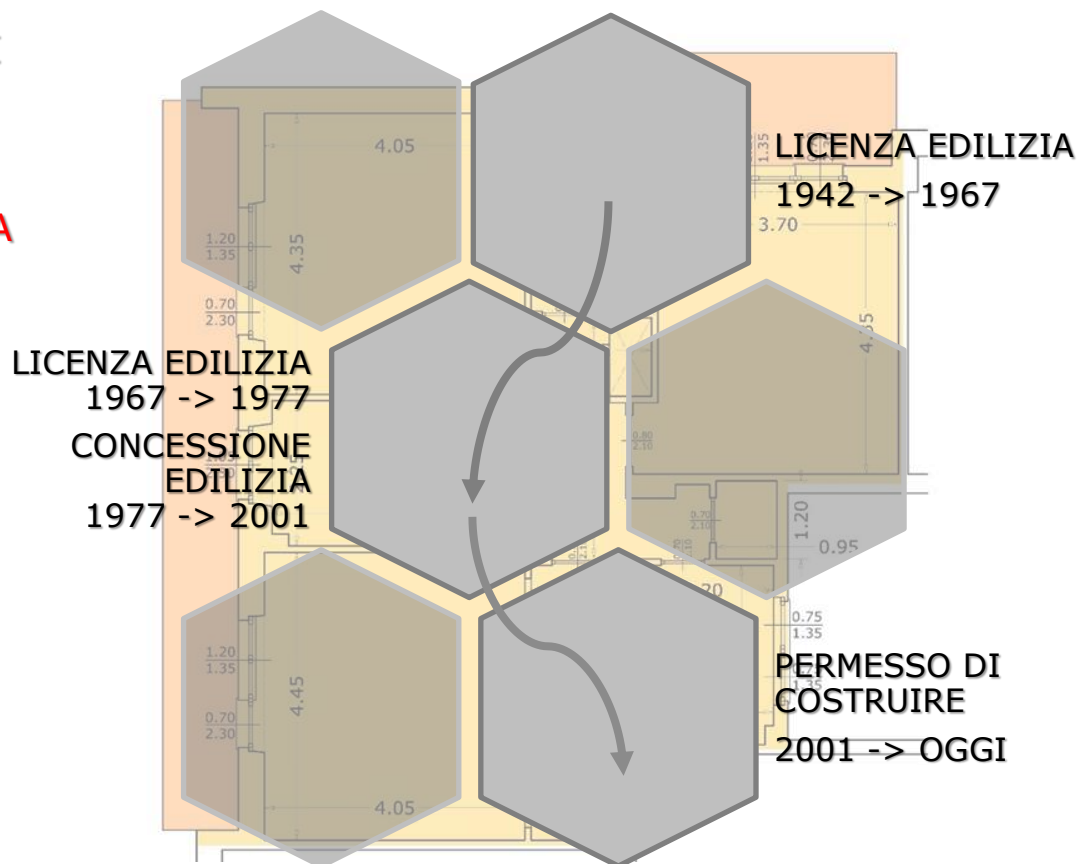 E
A
LICENZA EDILIZIA
1942 -> 1967
LICENZA EDILIZIA
1967 -> 1977
CONCESSIONE
EDILIZIA
1977 -> 2001
PERMESSO DI
COSTRUIRE
2001 -> OGGI
4.05
1.35
3.70
1.20
1.35
4.35
0.70
2.30
0.80
2.10
0.70
2.10
1.20
0.95
0.75
1.35
1.20
1.35
4.45
0.70
2.30
1.35
4.05